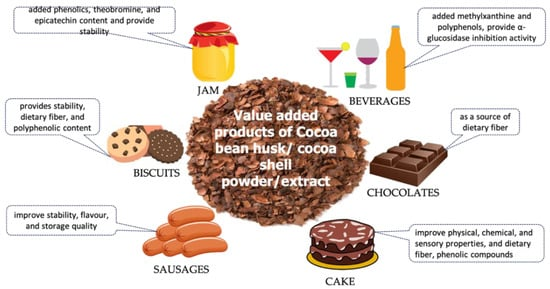 added phenolics, theobromine, and
epicatechin content and provide
stability
JAM
added methylxanthine and
polyphenols, provide α-
glucosidase inhibition activity
BEVERAGES
provides stability,
dietary fiber, and
polyphenolic content
BISCUITS
Value added
products of Cocoa
bean husk/ cocoa
shell
powder/extract
as a source of
dietary fiber
CHOCOLATES
improve stability, flavour,
and storage quality
SAUSAGES
improve physical, chemical, and
sensory properties, and dietary
fiber, phenolic compounds
CAKE